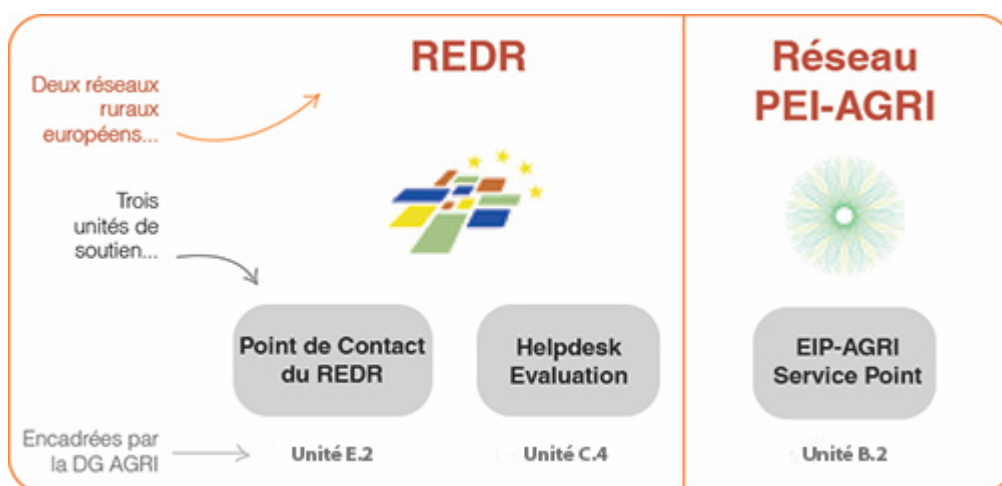 REDR
Réseau
PEI-AGRI
Deux réseaux
ruraux
européens...
Trois
unités de
soutien...
Point de Contact
du REDR
Helpdesk
Evaluation
EIP-AGRI
Service Point
Encadrées par
la DG AGRI
Unité E.2
Unité C.4
Unité B.2